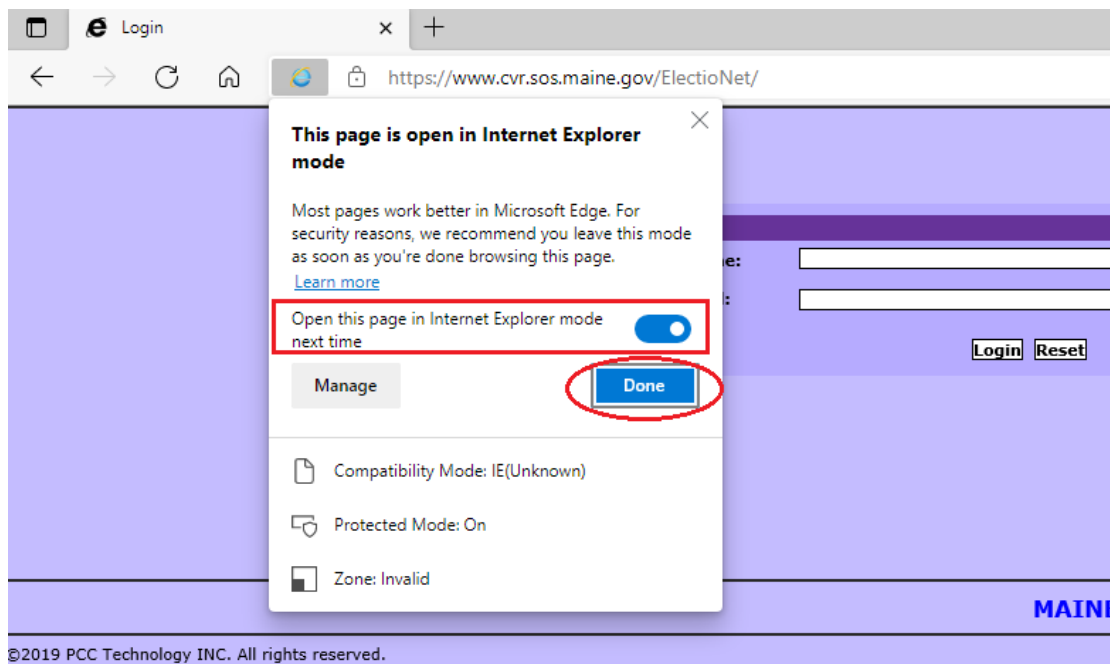 Login
https://www.cvr.sos.maine.gov/ElectioNet/
This page is open in Internet Explorer
mode
Most pages work better in Microsoft Edge. For
security reasons, we recommend you leave this mode
as soon as you're done browsing this page.
Learn more
e:
:
Open this page in Internet Explorer mode
next time
Login Reset
Manage Done
Compatibility Mode: IE(Unknown)
Protected Mode: On
Zone: Invalid
MAINE
©2019 PCC Technology INC. All rights reserved.